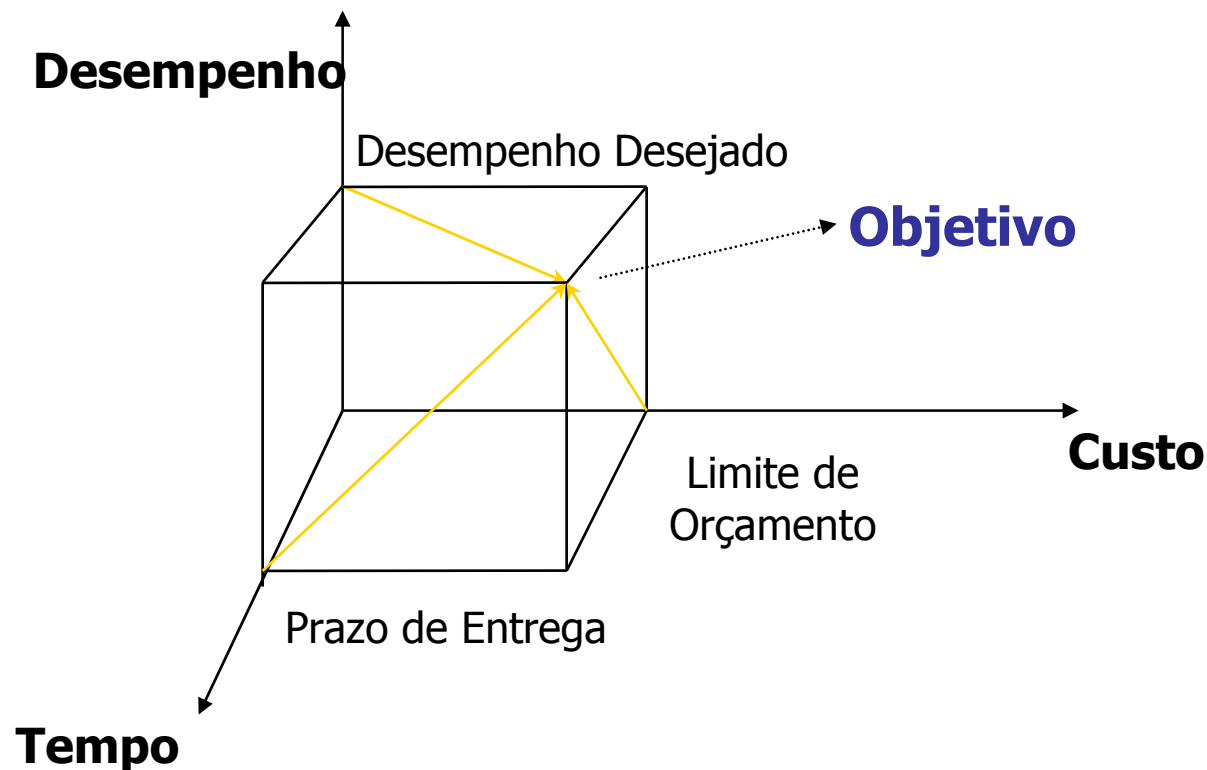 Desempenho
Desempenho Desejado
Objetivo
Custo
Limite de
Orçamento
Prazo de Entrega
Tempo